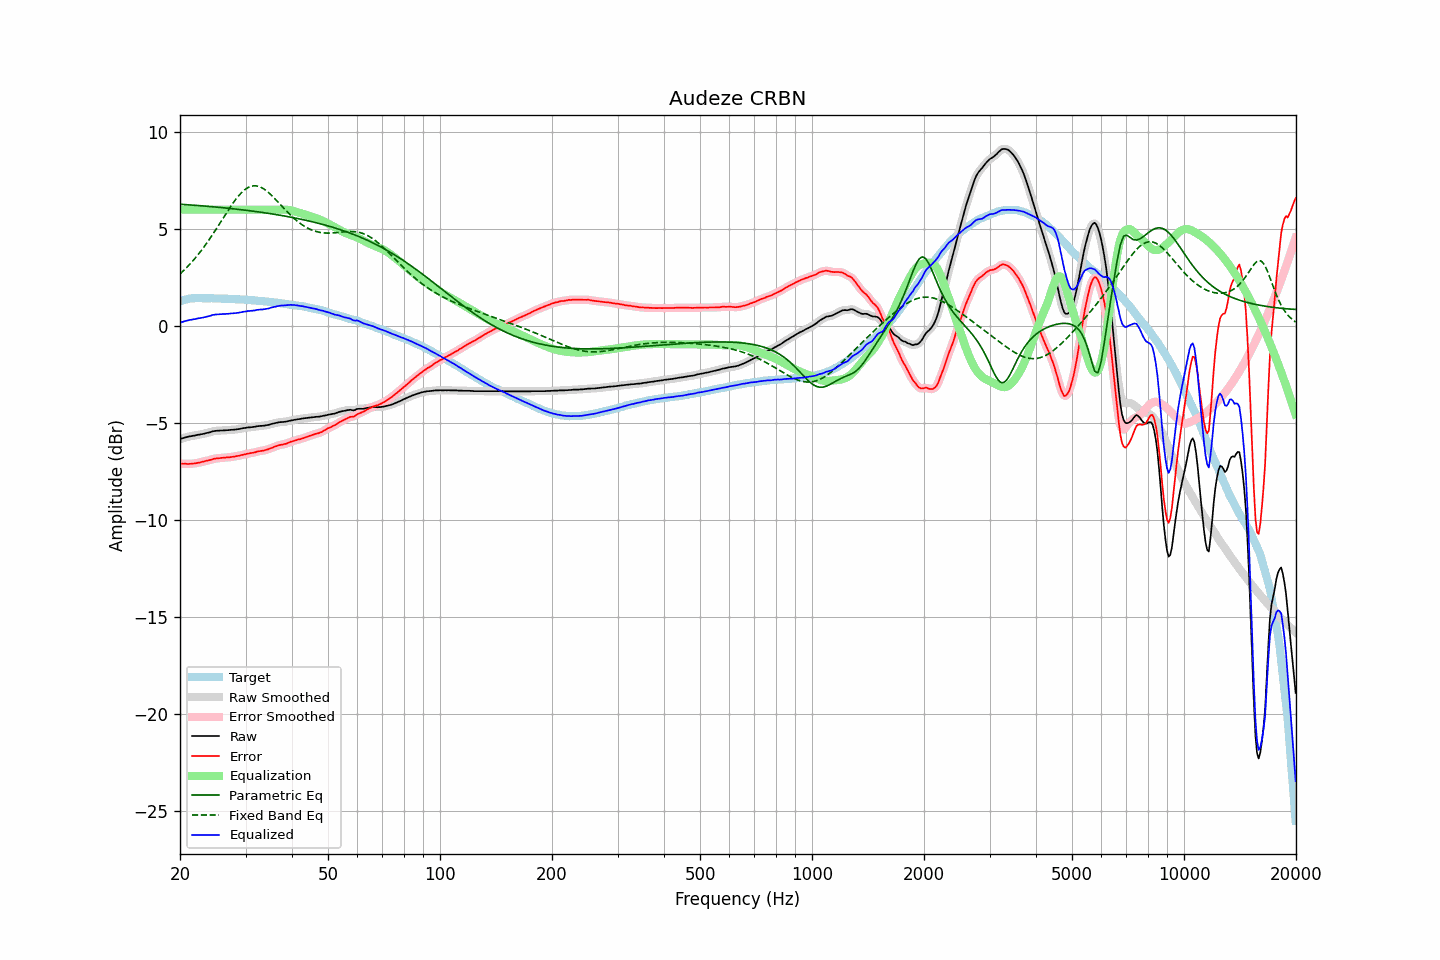 Audeze CRBN
10
5
0
−5
−10
−15
−20
−25
Amplitude (dBr)
Target
Raw Smoothed
Error Smoothed
Raw
Error
Equalization
Parametric Eq
Fixed Band Eq
Equalized
20 50 100 200 500 1000 2000 5000 10000 20000
Frequency (Hz)